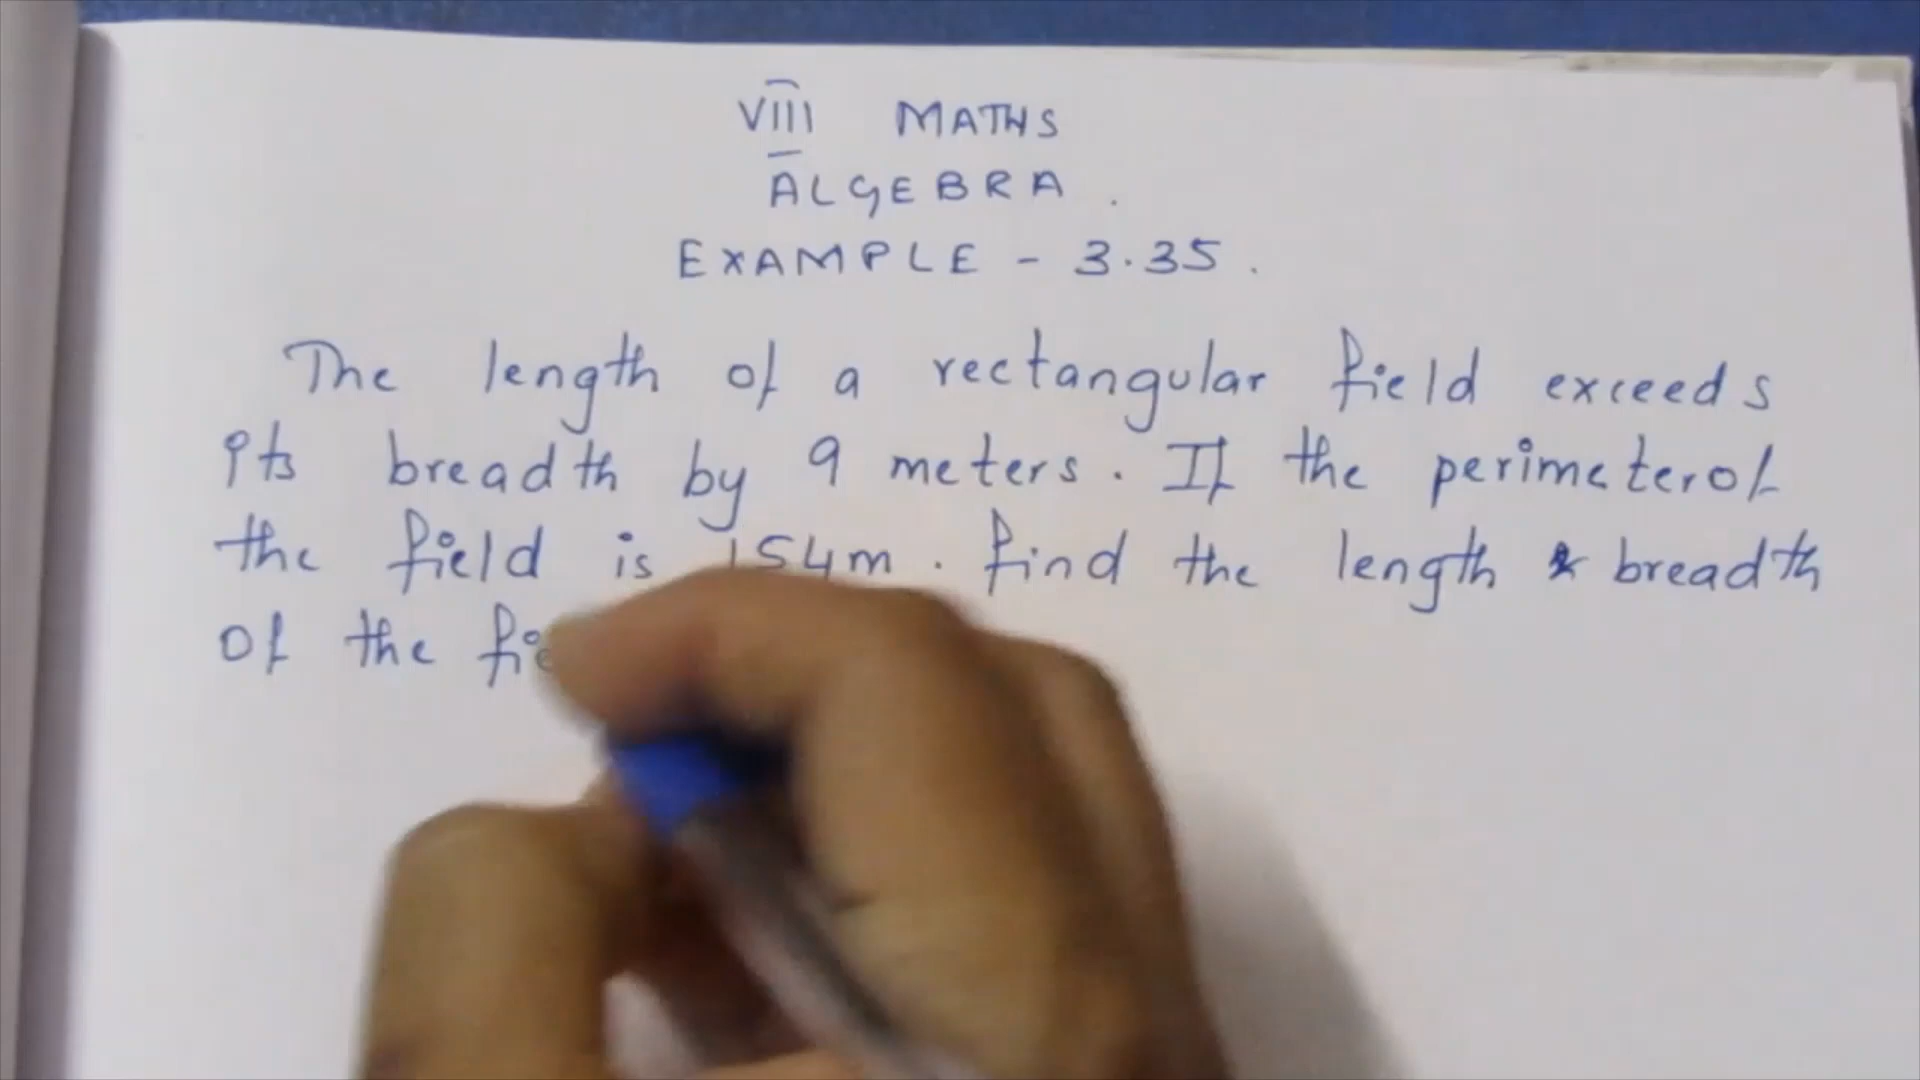 VIII MATHS
ALGEBRA.
EXAMPLE - 3.35.
The length of a rectangular field exceeds
its breadth by 9 meters. If the perimeter of
the field is 154m. find the length & breadth
of the